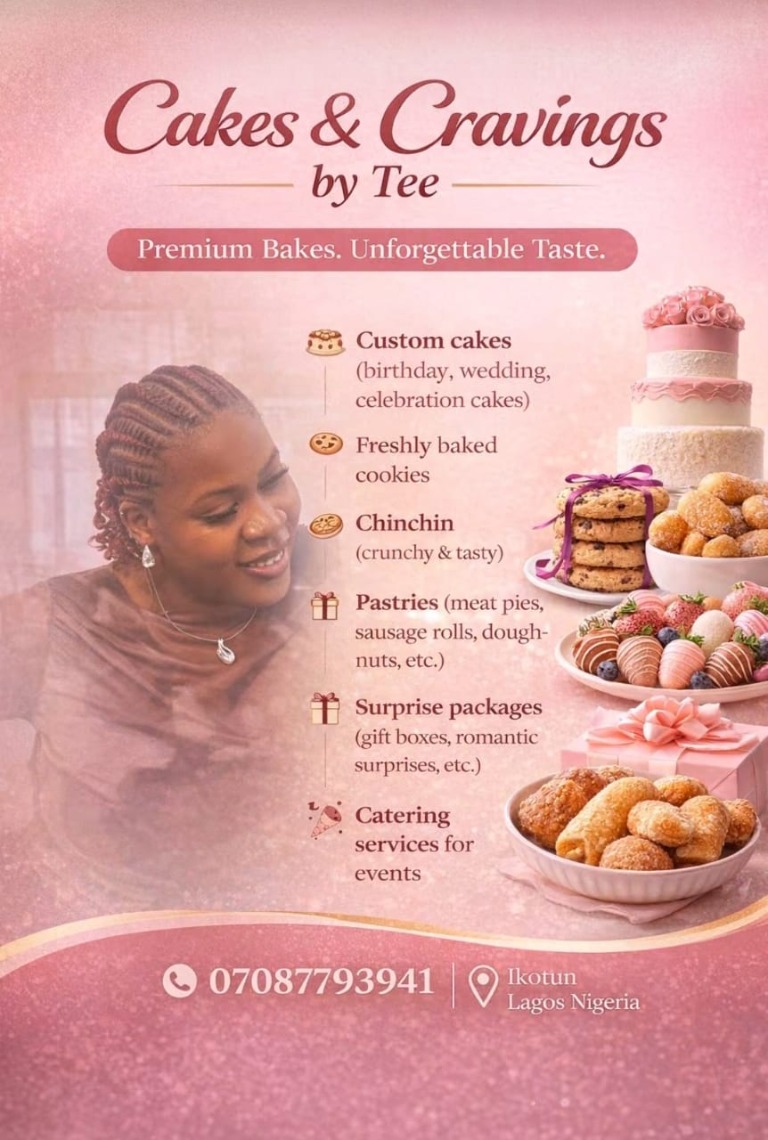 Cakes & Cravings
by Tee
Premium Bakes. Unforgettable Taste.
Custom cakes
(birthday, wedding,
celebration cakes)
Freshly baked
cookies
Chinchin
(crunchy & tasty)
Pastries (meat pies,
sausage rolls, dough-
nuts, etc.)
Surprise packages
(gift boxes, romantic
surprises, etc.)
Catering
services for
events
07087793941
Ikotun
Lagos Nigeria